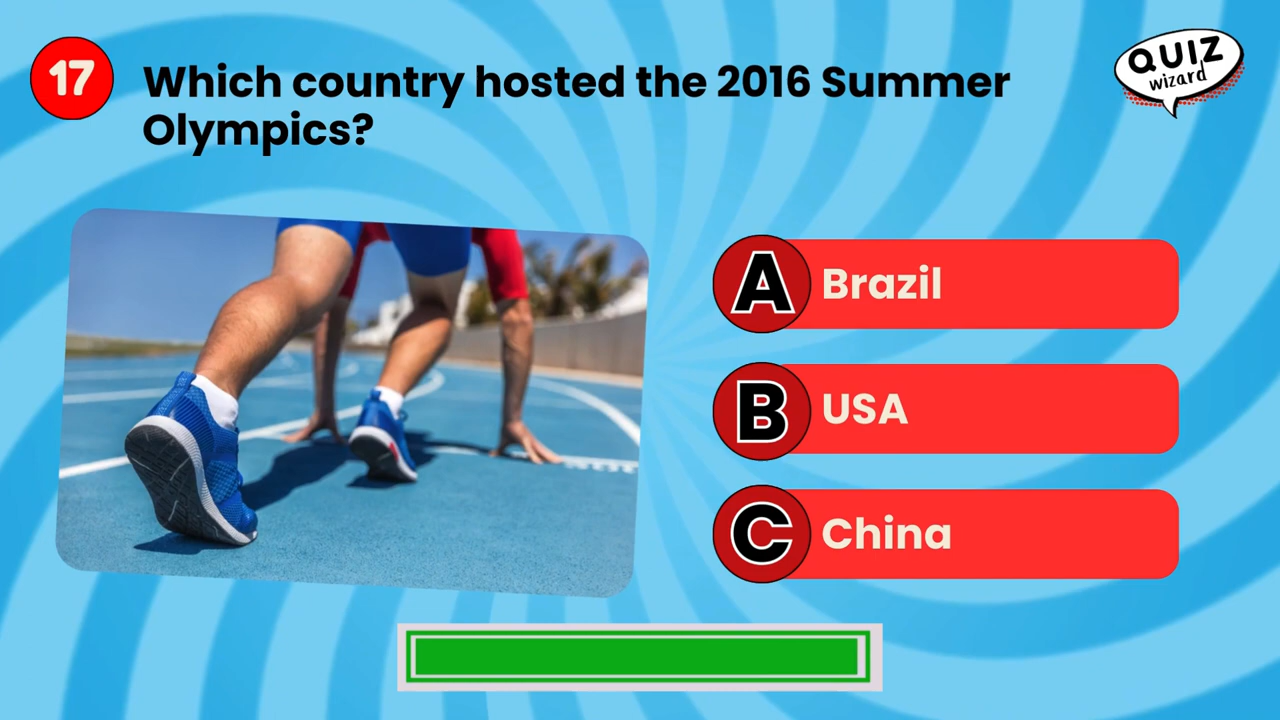 17
Which country hosted the 2016 Summer
Olympics?
QUIZ
wizard
A Brazil
B USA
C China